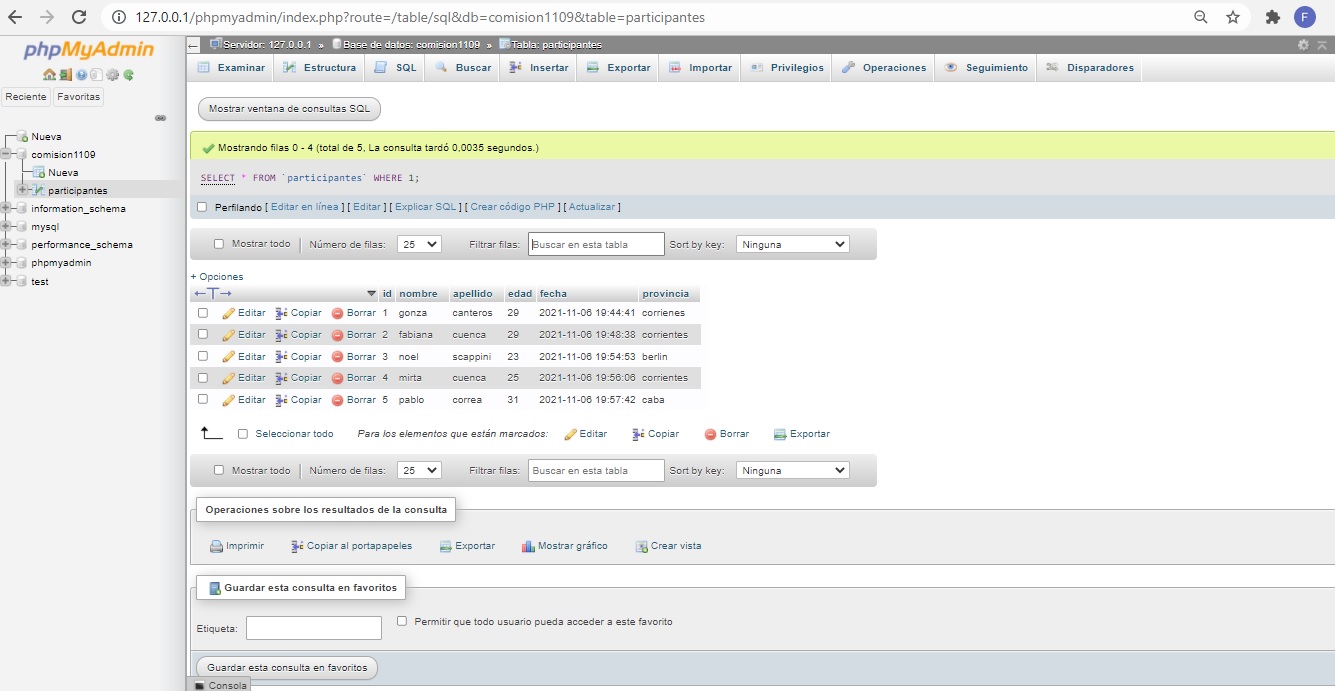 127.0.0.1/phpmyadmin/index.php?route=/table/sql&db=comision1109&table=participantes
F
phpMyAdmin
Reciente Favoritas
Nueva
comision1109
Nueva
participantes
information_schema
mysql
performance_schema
phpmyadmin
test
Servidor: 127.0.0.1 » Base de datos: comision1109 » Tabla: participantes
Examinar Estructura SQL Buscar Insertar Exportar Importar Privilegios Operaciones Seguimiento Disparadores
Mostrar ventana de consultas SQL
Mostrando filas 0 - 4 (total de 5, La consulta tardó 0,0035 segundos.)
SELECT * FROM `participantes` WHERE 1;
Perfilando [ Editar en línea ] [ Editar ] [ Explicar SQL ] [ Crear código PHP ] [ Actualizar ]
Mostrar todo Número de filas: 25 Filtrar filas: Buscar en esta tabla Sort by key: Ninguna
+ Opciones
←T→ id nombre apellido edad fecha provincia
Editar Copiar Borrar 1 gonza canteros 29 2021-11-06 19:44:41 corrienes
Editar Copiar Borrar 2 fabiana cuenca 29 2021-11-06 19:48:38 corrientes
Editar Copiar Borrar 3 noel scappini 23 2021-11-06 19:54:53 berlin
Editar Copiar Borrar 4 mirta cuenca 25 2021-11-06 19:56:06 corrientes
Editar Copiar Borrar 5 pablo correa 31 2021-11-06 19:57:42 caba
Seleccionar todo Para los elementos que están marcados: Editar Copiar Borrar Exportar
Mostrar todo Número de filas: 25 Filtrar filas: Buscar en esta tabla Sort by key: Ninguna
Operaciones sobre los resultados de la consulta
Imprimir Copiar al portapapeles Exportar Mostrar gráfico Crear vista
Guardar esta consulta en favoritos
Etiqueta: Permitir que todo usuario pueda acceder a este favorito
Guardar esta consulta en favoritos
Consola